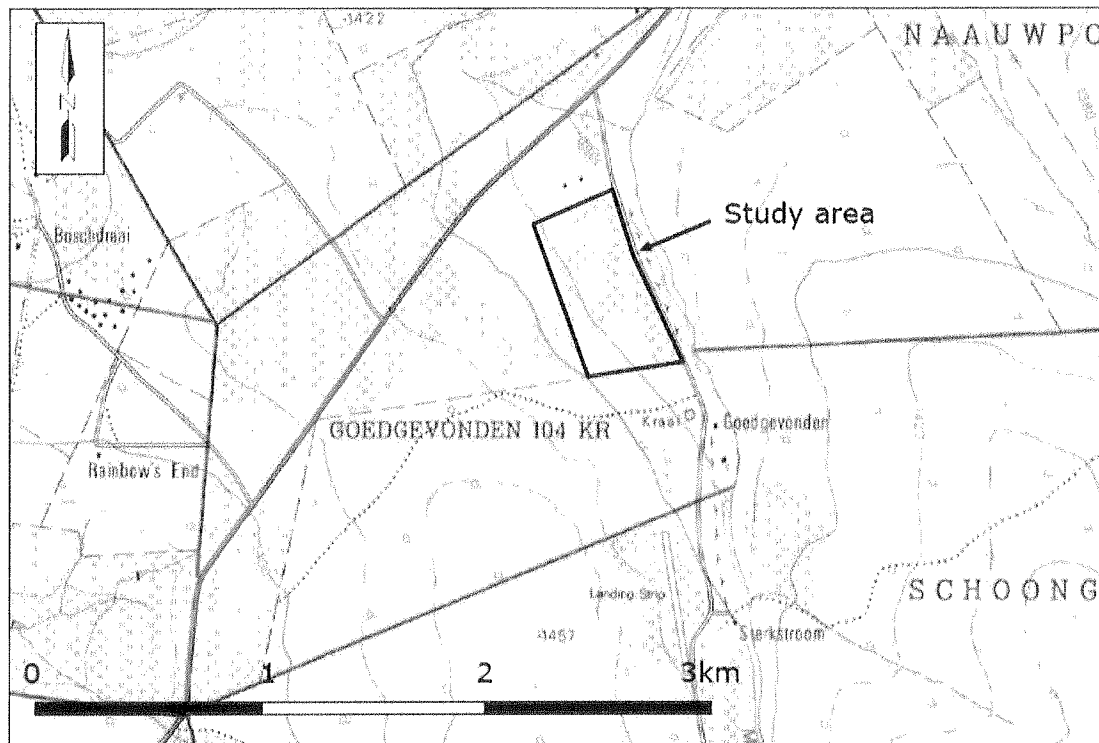 1422
NAAUWPO
N
Study area
Boschdraai
GOEDGEVONDEN 104 KR
Kraal
Goedgevonden
Rainbow's End
SCHOONG
Landing Strip
1457
Sterkstroom
0 1 2 3km